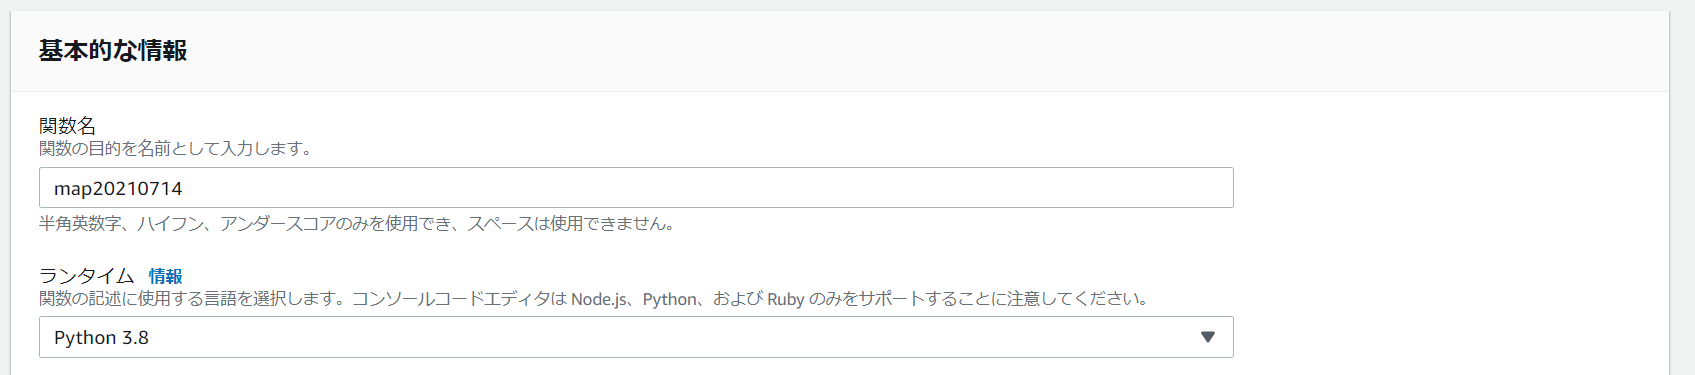 基本的な情報
関数名
関数の目的を名前として入力します。
map20210714
半角英数字、ハイフン、アンダースコアのみを使用でき、スペースは使用できません。
ランタイム 情報
関数の記述に使用する言語を選択します。コンソールコードエディタは Node.js、Python、および Ruby のみをサポートすることに注意してください。
Python 3.8